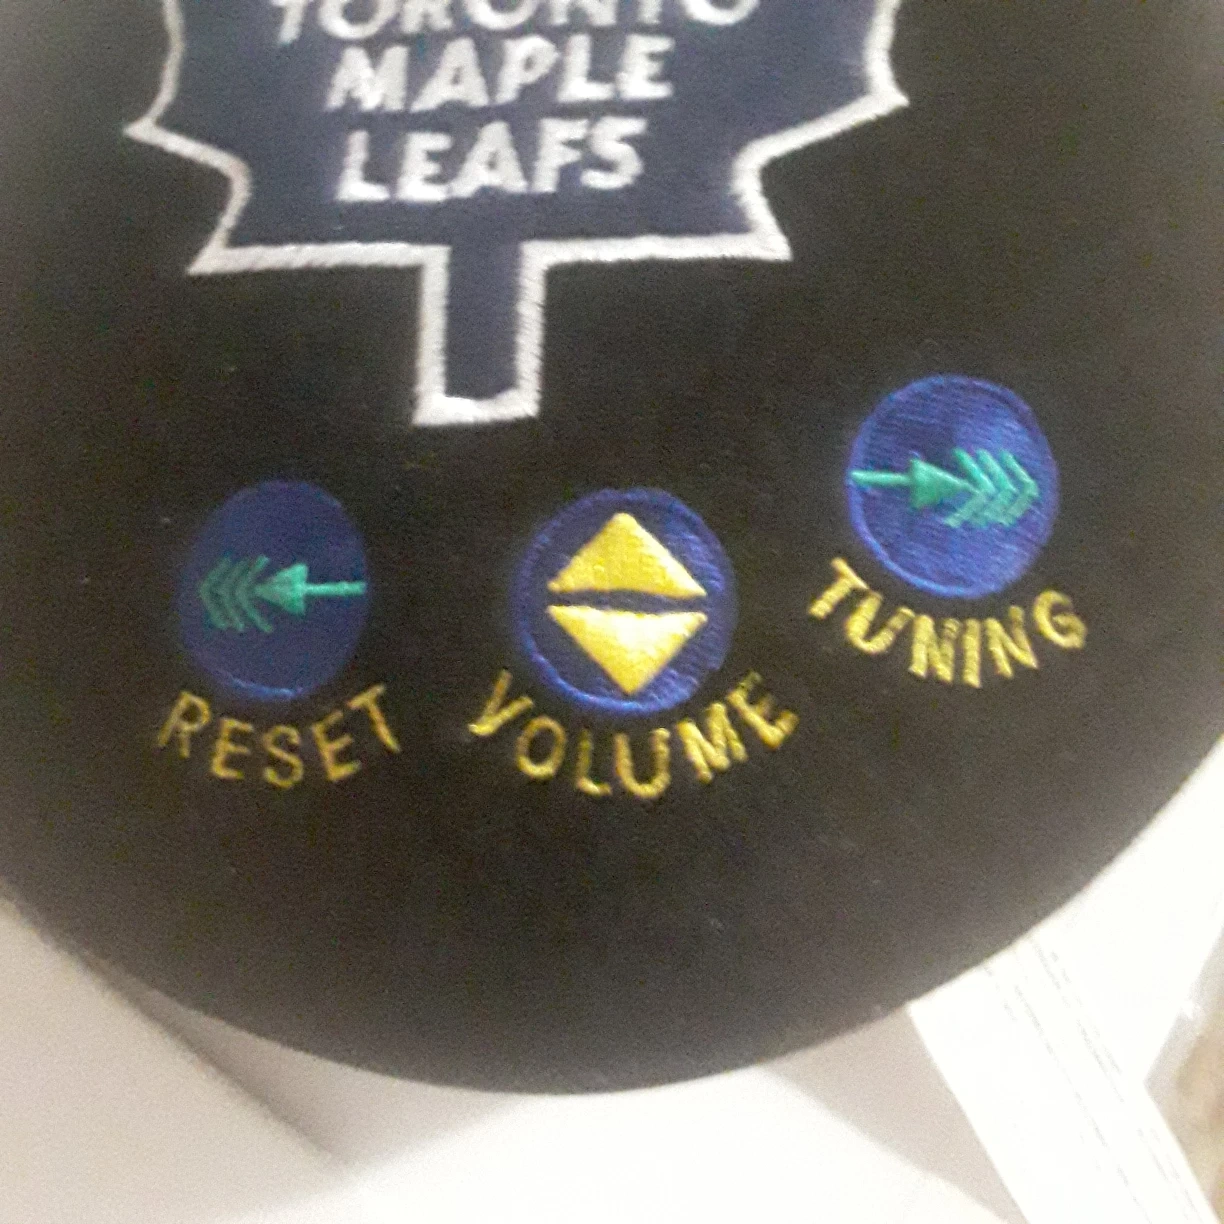 TORONTO
MAPLE
LEAFS
RESET
VOLUME
TUNING